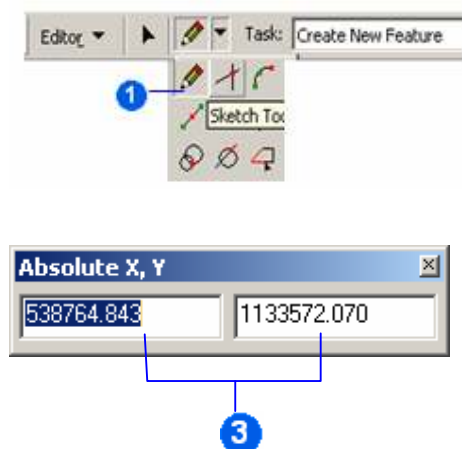 Editor Task: Create New Feature
1
Sketch Too
Absolute X, Y
538764.843 1133572.070
3